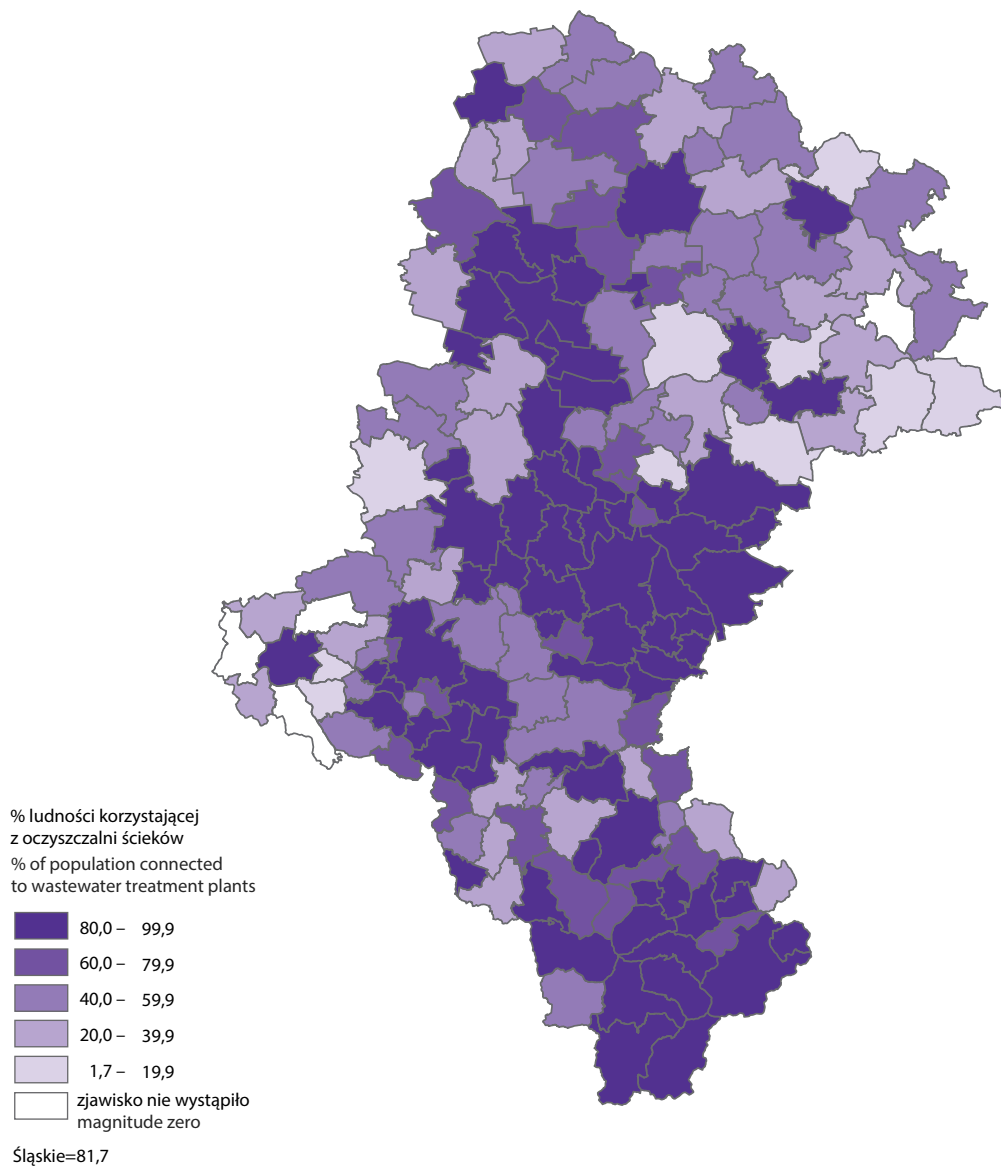 % ludności korzystającej
z oczyszczalni ścieków
% of population connected
to wastewater treatment plants
80,0 – 99,9
60,0 – 79,9
40,0 – 59,9
20,0 – 39,9
1,7 – 19,9
zjawisko nie wystąpiło
magnitude zero
Śląskie=81,7